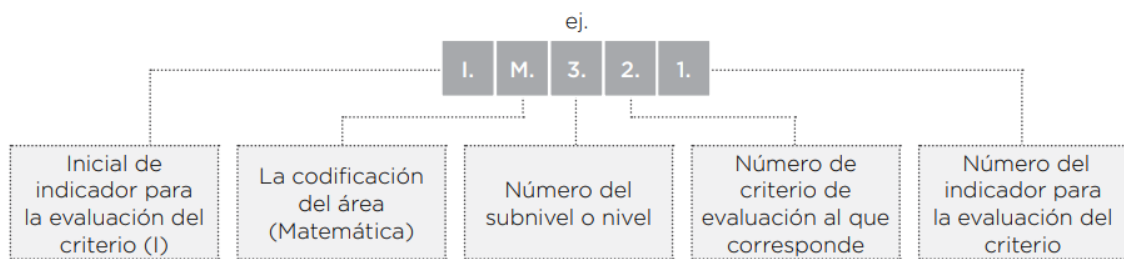 ej.
I. M. 3. 2. 1.
Inicial de
indicador para
la evaluación del
criterio (I)
La codificación
del área
(Matemática)
Número del
subnivel o nivel
Número de
criterio de
evaluación al que
corresponde
Número del
indicador para
la evaluación del
criterio